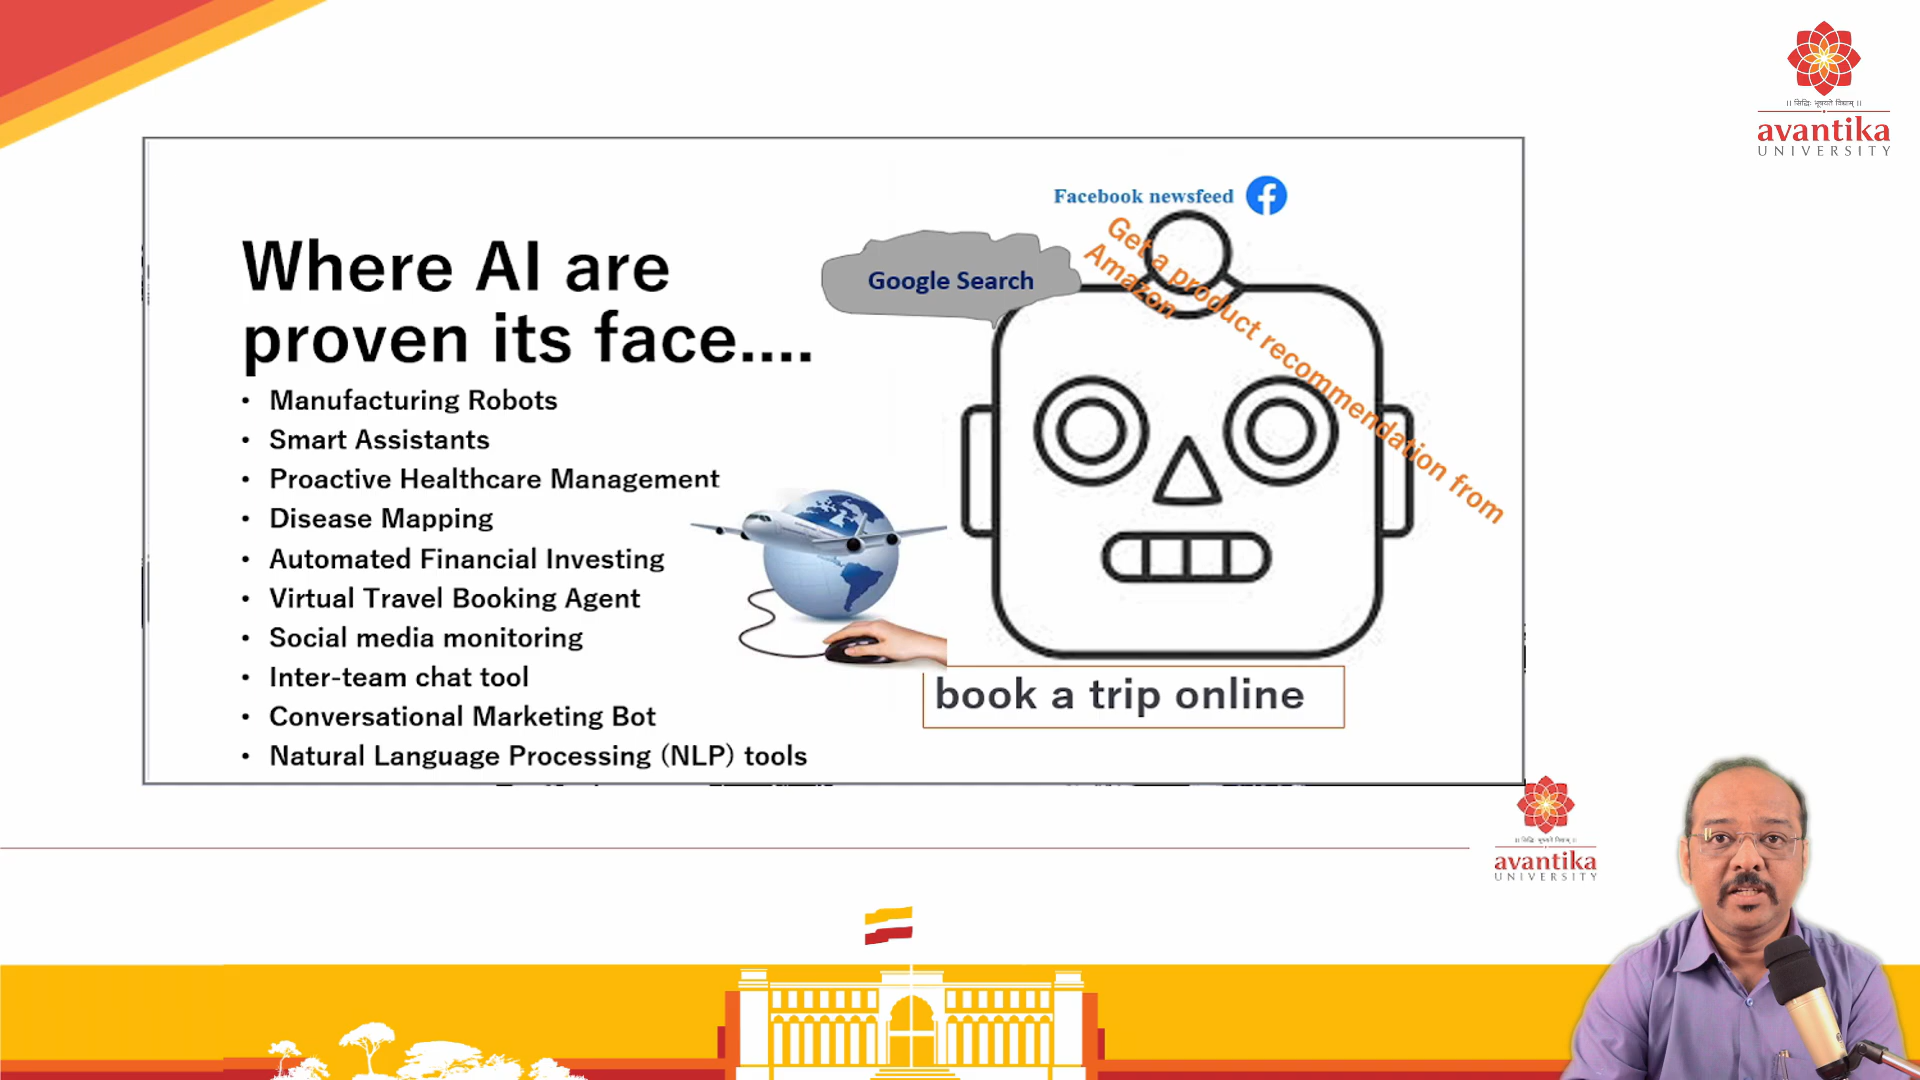 || सिद्धिः भूषयते विद्याम् ||
avantika
UNIVERSITY
Facebook newsfeed
Google Search
Get a product recommendation from
Amazon
Where AI are
proven its face....
• Manufacturing Robots
• Smart Assistants
• Proactive Healthcare Management
• Disease Mapping
• Automated Financial Investing
• Virtual Travel Booking Agent
• Social media monitoring
• Inter-team chat tool
• Conversational Marketing Bot
• Natural Language Processing (NLP) tools
book a trip online
avantika
UNIVERSITY